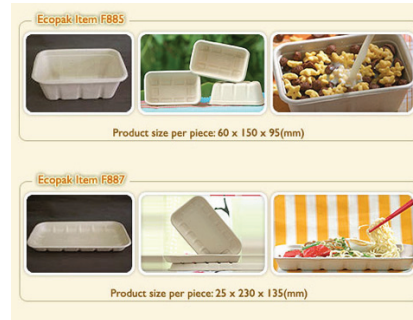 Ecopak Item F885
Product size per piece: 60 x 150 x 95(mm)
Ecopak Item F887
Product size per piece: 25 x 230 x 135(mm)